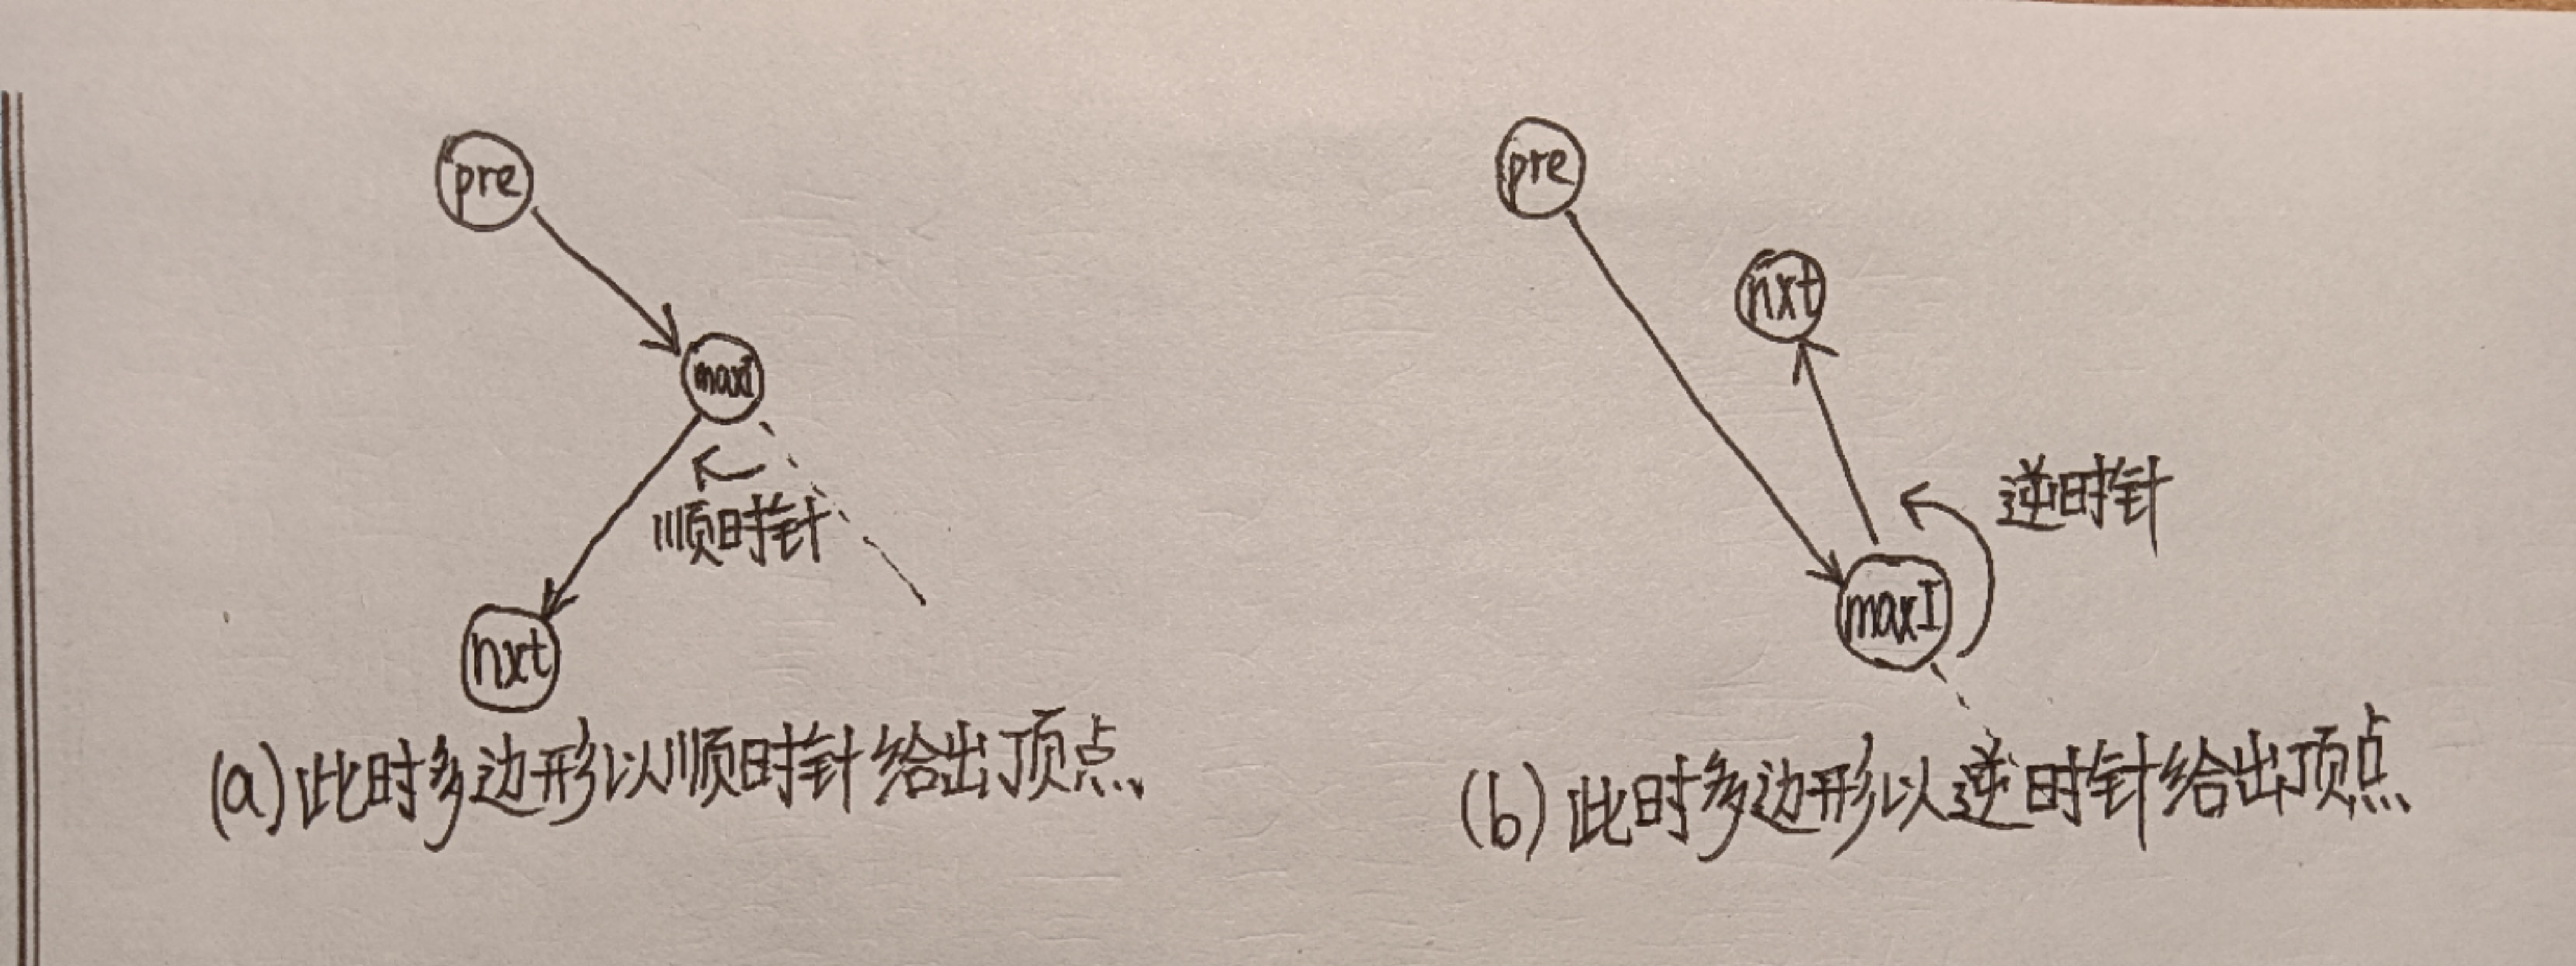 pre
maxI
顺时针
nxt
(a)此时多边形以顺时针给出顶点、
pre
nxt
逆时针
maxI
(b)此时多边形以逆时针给出顶点、